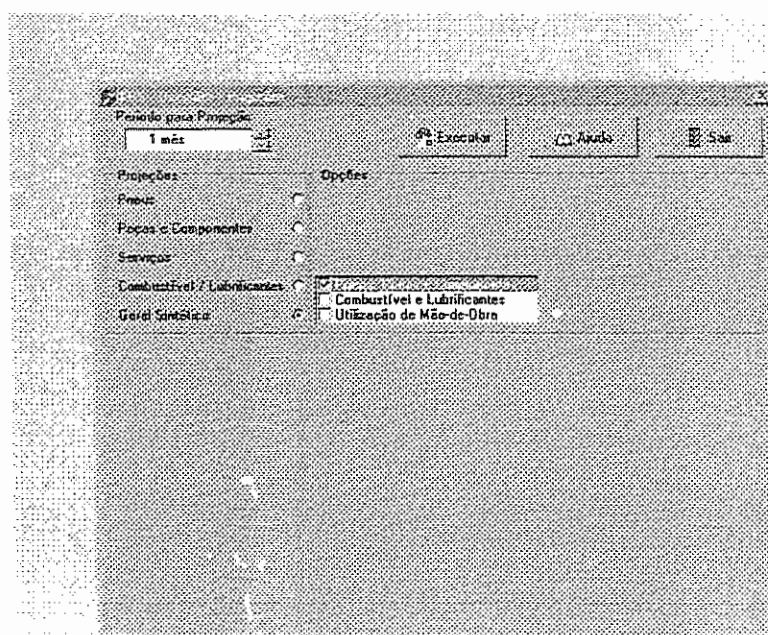 Período para Projeção
1 mês
Executar
Ajuda
Sair
Projeções
Opções
Pneus
Peças e Componentes
Serviços
Combustível / Lubrificantes
Combustível e Lubrificantes
Geral Sintético
Utilização de Mão-de-Obra